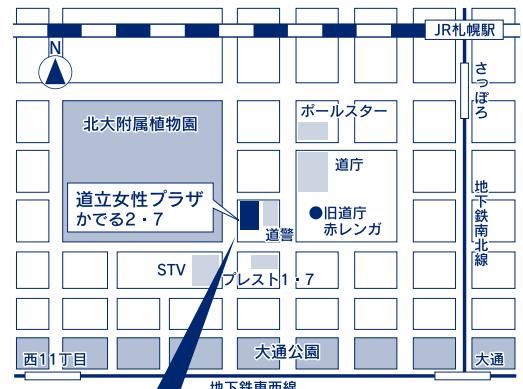 JR札幌駅
N
さっぽろ
ポールスター
北大附属植物園
道庁
道立女性プラザ
かでる2・7
地下鉄南北線
旧道庁
赤レンガ
道警
STV
プレスト1・7
大通公園
西11丁目
大通
地下鉄東西線